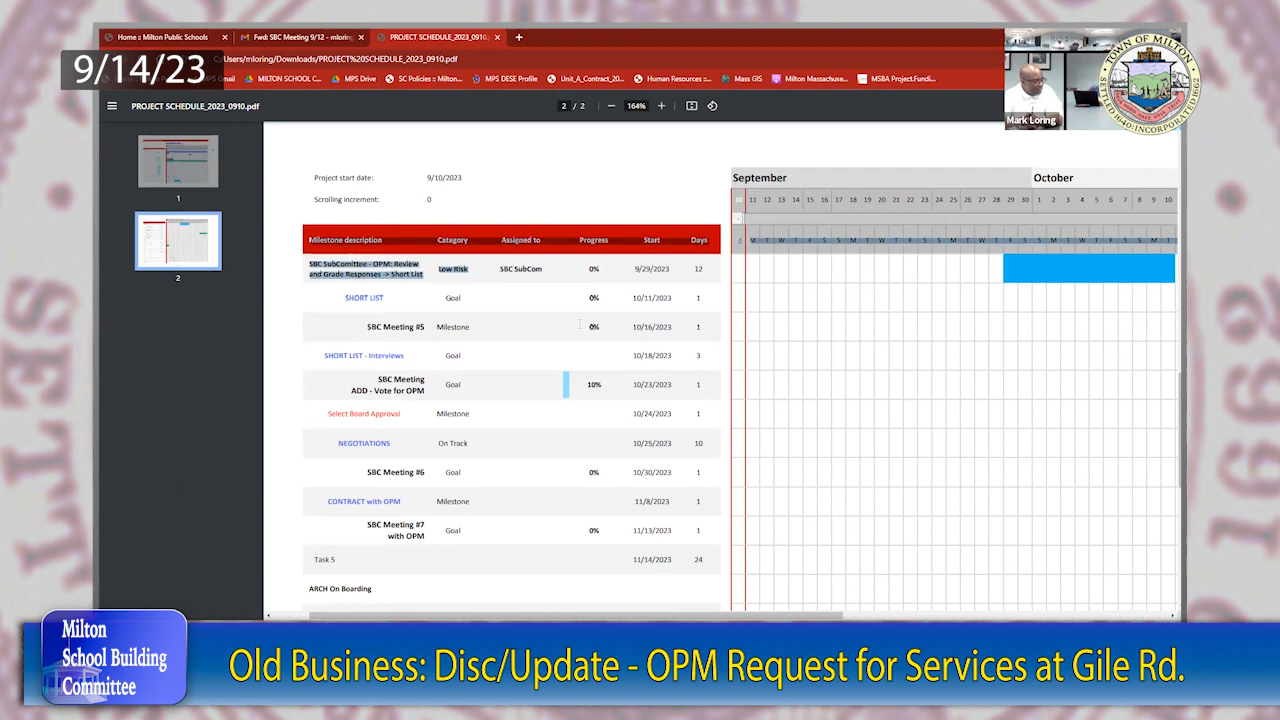 Home :: Milton Public Schools
Fwd: SBC Meeting 9/12 - mloring
PROJECT SCHEDULE_2023_0910.
9/14/23
C:/Users/mloring/Downloads/PROJECT%20SCHEDULE_2023_0910.pdf
Gmail
MILTON SCHOOL C...
MPS Drive
SC Policies :: Milton...
MPS DESE Profile
Unit_A_Contract_20...
Human Resources ::...
Mass GIS
Milton Massachuse...
MSBA Project.Fundi...
TOWN OF MILTON
SETTLED 1640. INCORPORATED 1662
Mark Loring
PROJECT SCHEDULE_2023_0910.pdf
2 / 2
164%
1
2
Project start date: 9/10/2023
Scrolling increment: 0
September October
10 11 12 13 14 15 16 17 18 19 20 21 22 23 24 25 26 27 28 29 30 1 2 3 4 5 6 7 8 9 10
M T W T F S S M T W T F S S M T W T F S S M T
Milestone description Category Assigned to Progress Start Days
SBC SubComittee - OPM: Review
and Grade Responses -> Short List Low Risk SBC SubCom 0% 9/29/2023 12
SHORT LIST Goal 0% 10/11/2023 1
SBC Meeting #5 Milestone 0% 10/16/2023 1
SHORT LIST - Interviews Goal 10/18/2023 3
SBC Meeting
ADD - Vote for OPM Goal 10% 10/23/2023 1
Select Board Approval Milestone 10/24/2023 1
NEGOTIATIONS On Track 10/25/2023 10
SBC Meeting #6 Goal 0% 10/30/2023 1
CONTRACT with OPM Milestone 11/8/2023 1
SBC Meeting #7
with OPM Goal 0% 11/13/2023 1
Task 5 11/14/2023 24
ARCH On Boarding
Milton
School Building
Committee
Old Business: Disc/Update - OPM Request for Services at Gile Rd.